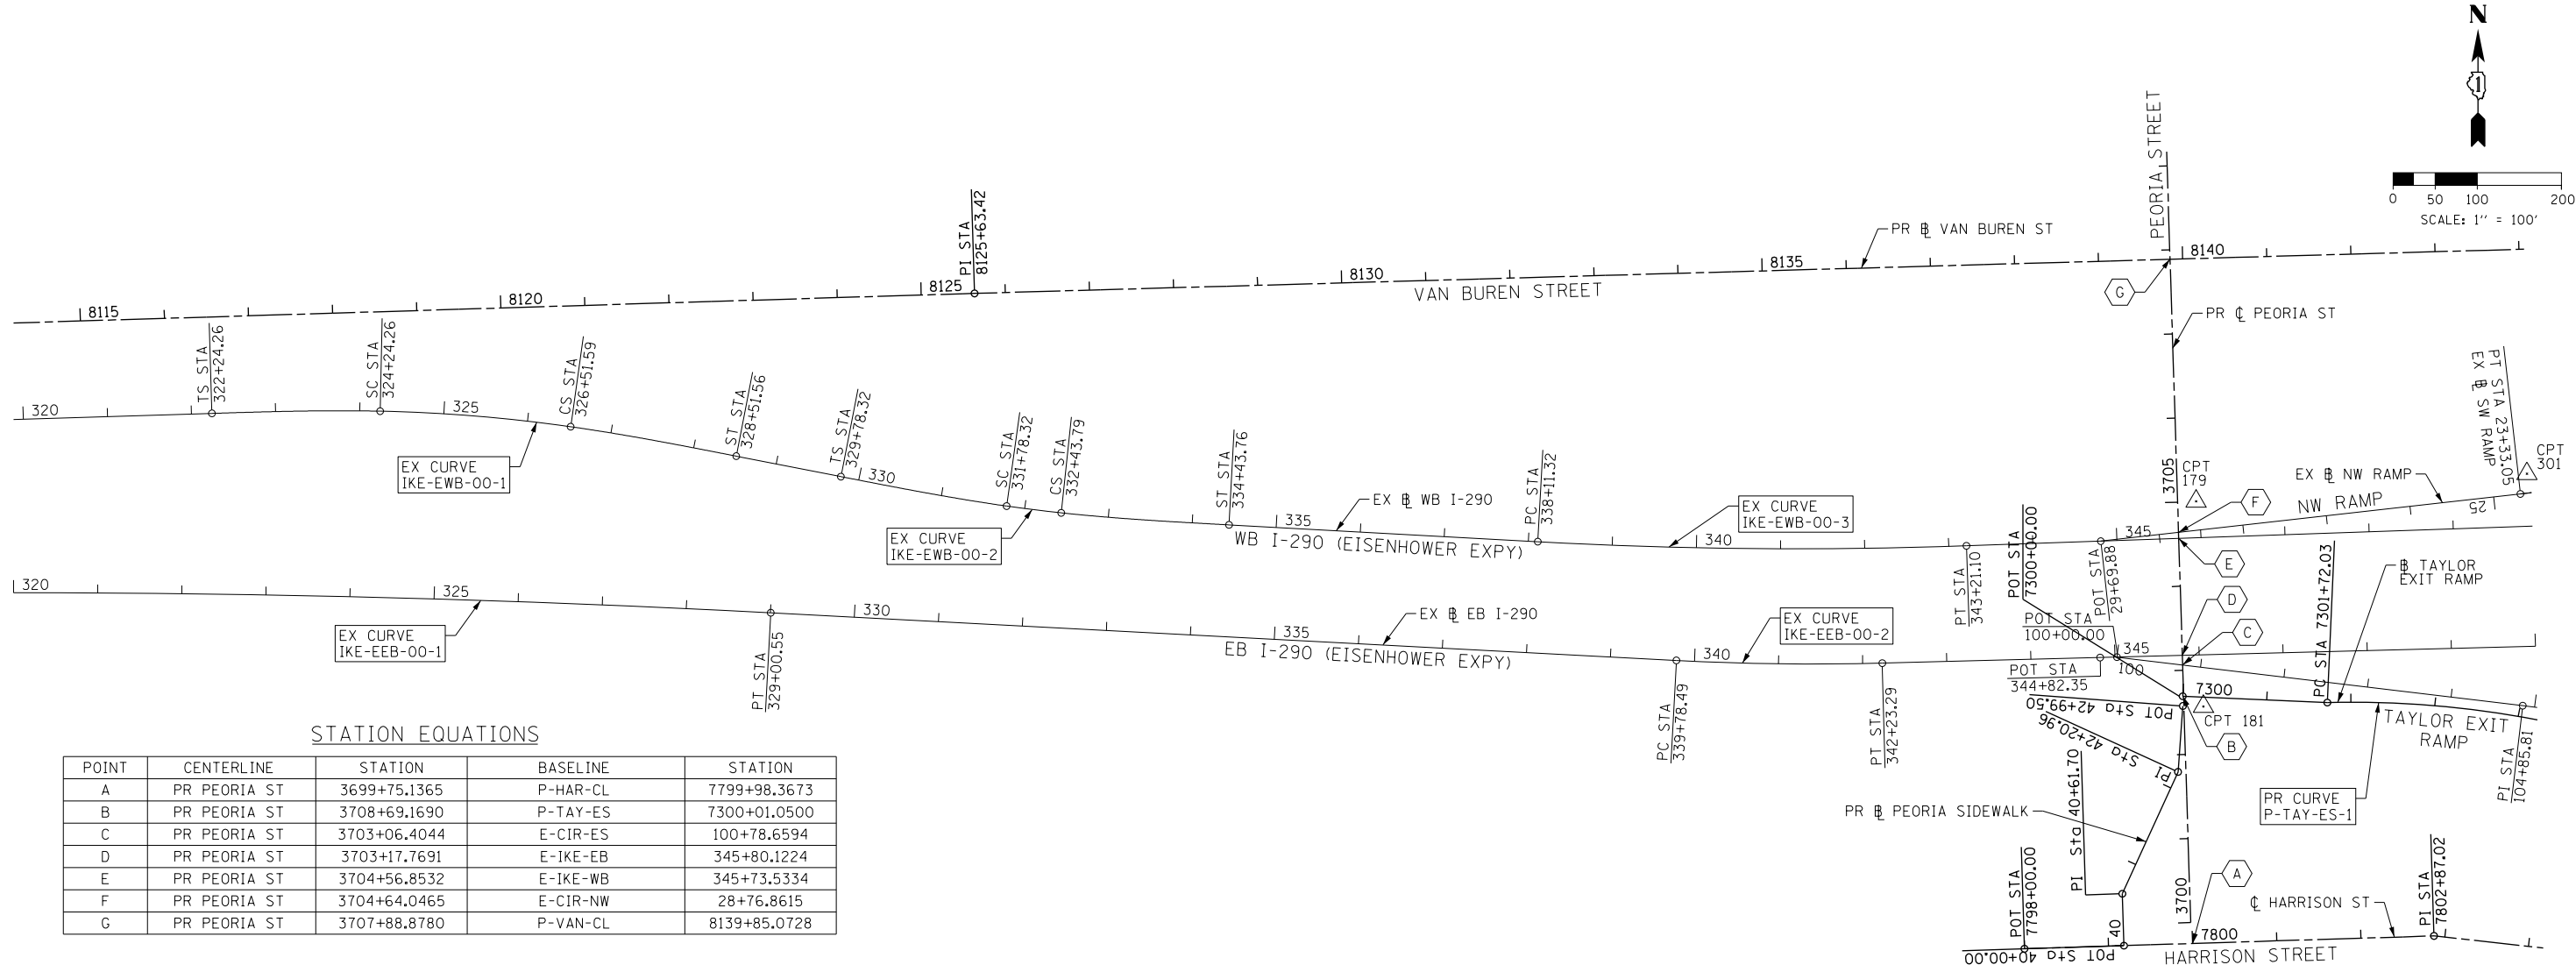 N
1
0 50 100 200
SCALE: 1'' = 100'
PEORIA STREET
PI STA
8125+63.42
PR ℄ VAN BUREN ST
8115
8120
8125
8130
8135
8140
VAN BUREN STREET
G
PR ℄ PEORIA ST
TS STA
322+24.26
SC STA
324+24.26
CS STA
326+51.59
ST STA
328+51.56
TS STA
329+78.32
SC STA
331+78.32
CS STA
332+43.79
ST STA
334+43.76
PC STA
338+11.32
320
325
330
335
340
345
EX CURVE
IKE-EWB-00-1
EX CURVE
IKE-EWB-00-2
EX ℄ WB I-290
WB I-290 (EISENHOWER EXPY)
EX CURVE
IKE-EWB-00-3
PT STA
343+21.10
POT STA
7300+00.00
POT STA
29+69.88
3705
CPT
179
F
EX ℄ NW RAMP
NW RAMP
25
PT STA 23+33.05
EX ℄ SW RAMP
CPT
301
E
D
C
℄ TAYLOR
EXIT RAMP
PC STA 7301+72.03
320
325
330
335
340
345
EX CURVE
IKE-EEB-00-1
PT STA
329+00.55
EX ℄ EB I-290
EB I-290 (EISENHOWER EXPY)
EX CURVE
IKE-EEB-00-2
PC STA
339+78.49
PT STA
342+23.29
POT STA
100+00.00
POT STA
344+82.35
100
7300
POT Sta 42+99.50
PI Sta 42+20.96
CPT 181
B
TAYLOR EXIT
RAMP
PI STA
104+85.81
PR CURVE
P-TAY-ES-1
PI Sta 40+61.70
PR ℄ PEORIA SIDEWALK
POT STA
7798+00.00
40
POT Sta 40+00.00
3700
A
7800
℄ HARRISON ST
PI STA
7802+87.02
HARRISON STREET
STATION EQUATIONS
POINT CENTERLINE STATION BASELINE STATION
A PR PEORIA ST 3699+75.1365 P-HAR-CL 7799+98.3673
B PR PEORIA ST 3708+69.1690 P-TAY-ES 7300+01.0500
C PR PEORIA ST 3703+06.4044 E-CIR-ES 100+78.6594
D PR PEORIA ST 3703+17.7691 E-IKE-EB 345+80.1224
E PR PEORIA ST 3704+56.8532 E-IKE-WB 345+73.5334
F PR PEORIA ST 3704+64.0465 E-CIR-NW 28+76.8615
G PR PEORIA ST 3707+88.8780 P-VAN-CL 8139+85.0728